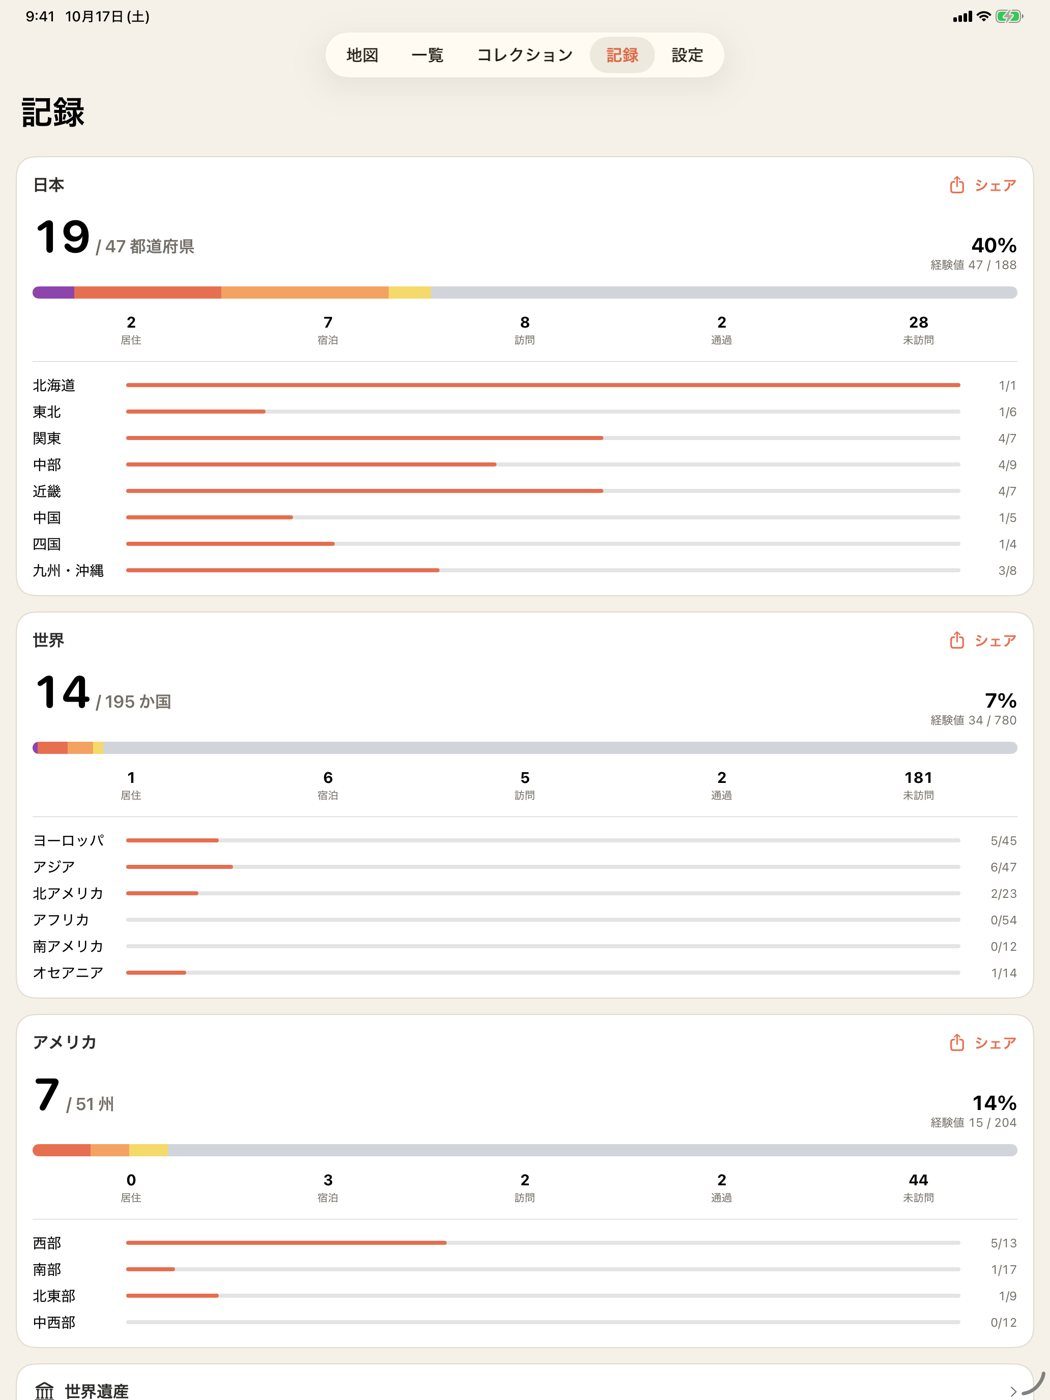 9:41 10月17日(土)
地図 一覧 コレクション 記録 設定
記録
日本 シェア
19 / 47 都道府県 40%
経験値 47 / 188
2 7 8 2 28
居住 宿泊 訪問 通過 未訪問
北海道 1/1
東北 1/6
関東 4/7
中部 4/9
近畿 4/7
中国 1/5
四国 1/4
九州・沖縄 3/8
世界 シェア
14 / 195 か国 7%
経験値 34 / 780
1 6 5 2 181
居住 宿泊 訪問 通過 未訪問
ヨーロッパ 5/45
アジア 6/47
北アメリカ 2/23
アフリカ 0/54
南アメリカ 0/12
オセアニア 1/14
アメリカ シェア
7 / 51 州 14%
経験値 15 / 204
0 3 2 2 44
居住 宿泊 訪問 通過 未訪問
西部 5/13
南部 1/17
北東部 1/9
中西部 0/12
世界遺産